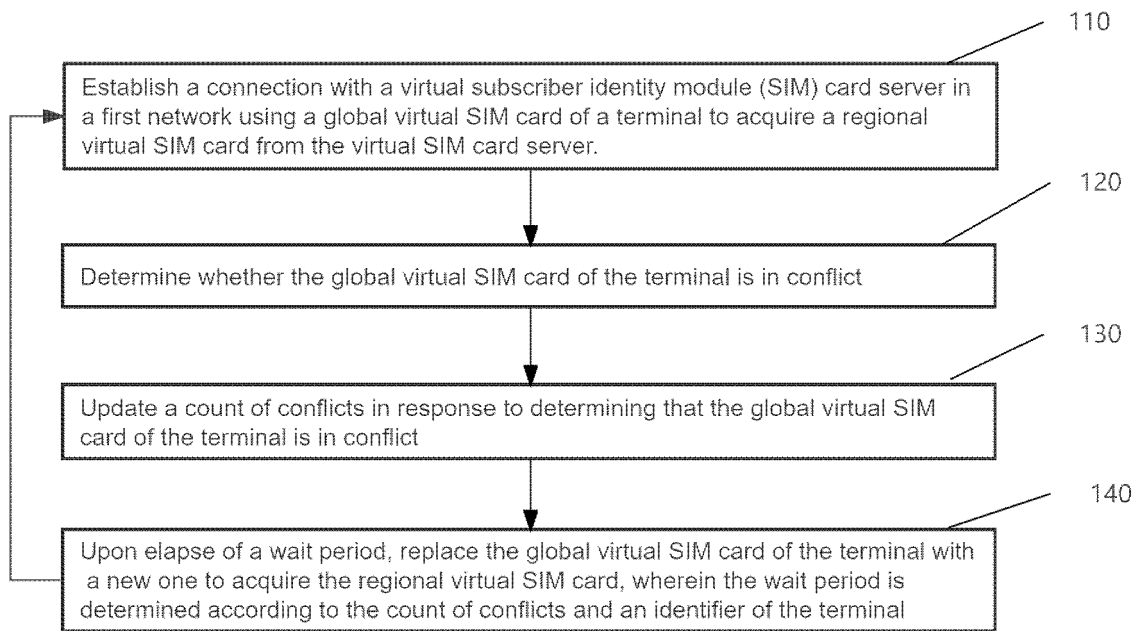 110
Establish a connection with a virtual subscriber identity module (SIM) card server in
a first network using a global virtual SIM card of a terminal to acquire a regional
virtual SIM card from the virtual SIM card server.
120
Determine whether the global virtual SIM card of the terminal is in conflict
130
Update a count of conflicts in response to determining that the global virtual SIM
card of the terminal is in conflict
140
Upon elapse of a wait period, replace the global virtual SIM card of the terminal with
a new one to acquire the regional virtual SIM card, wherein the wait period is
determined according to the count of conflicts and an identifier of the terminal